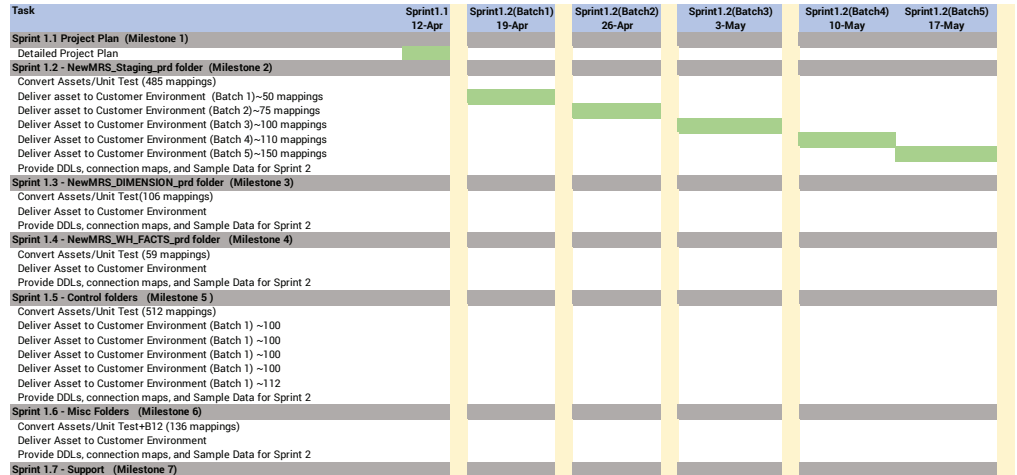 Task Sprint1.1 Sprint1.2(Batch1) Sprint1.2(Batch2) Sprint1.2(Batch3) Sprint1.2(Batch4) Sprint1.2(Batch5)
12-Apr 19-Apr 26-Apr 3-May 10-May 17-May
Sprint 1.1 Project Plan (Milestone 1)
Detailed Project Plan
Sprint 1.2 - NewMRS_Staging_prd folder (Milestone 2)
Convert Assets/Unit Test (485 mappings)
Deliver asset to Customer Environment (Batch 1)~50 mappings
Deliver asset to Customer Environment (Batch 2)~75 mappings
Deliver Asset to Customer Environment (Batch 3)~100 mappings
Deliver Asset to Customer Environment (Batch 4)~110 mappings
Deliver Asset to Customer Environment (Batch 5)~150 mappings
Provide DDLs, connection maps, and Sample Data for Sprint 2
Sprint 1.3 - NewMRS_DIMENSION_prd folder (Milestone 3)
Convert Assets/Unit Test(106 mappings)
Deliver Asset to Customer Environment
Provide DDLs, connection maps, and Sample Data for Sprint 2
Sprint 1.4 - NewMRS_WH_FACTS_prd folder (Milestone 4)
Convert Assets/Unit Test (59 mappings)
Deliver Asset to Customer Environment
Provide DDLs, connection maps, and Sample Data for Sprint 2
Sprint 1.5 - Control folders (Milestone 5 )
Convert Assets/Unit Test (512 mappings)
Deliver Asset to Customer Environment (Batch 1) ~100
Deliver Asset to Customer Environment (Batch 1) ~100
Deliver Asset to Customer Environment (Batch 1) ~100
Deliver Asset to Customer Environment (Batch 1) ~100
Deliver Asset to Customer Environment (Batch 1) ~112
Provide DDLs, connection maps, and Sample Data for Sprint 2
Sprint 1.6 - Misc Folders (Milestone 6)
Convert Assets/Unit Test+B12 (136 mappings)
Deliver Asset to Customer Environment
Provide DDLs, connection maps, and Sample Data for Sprint 2
Sprint 1.7 - Support (Milestone 7)